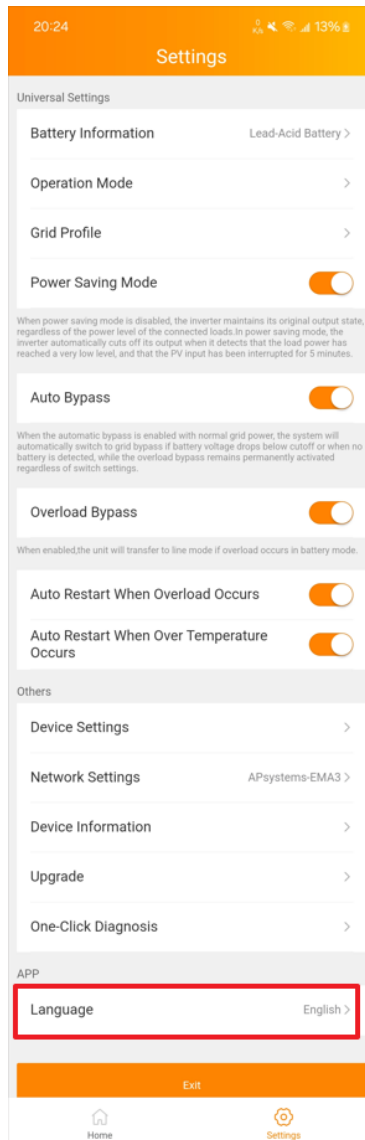 20:24
0
K/s
13%
Settings
Universal Settings
Battery Information
Lead-Acid Battery >
Operation Mode
>
Grid Profile
>
Power Saving Mode
When power saving mode is disabled, the inverter maintains its original output state,
regardless of the power level of the connected loads.In power saving mode, the
inverter automatically cuts off its output when it detects that the load power has
reached a very low level, and that the PV input has been interrupted for 5 minutes.
Auto Bypass
When the automatic bypass is enabled with normal grid power, the system will
automatically switch to grid bypass if battery voltage drops below cutoff or when no
battery is detected, while the overload bypass remains permanently activated
regardless of switch settings.
Overload Bypass
When enabled,the unit will transfer to line mode if overload occurs in battery mode.
Auto Restart When Overload Occurs
Auto Restart When Over Temperature
Occurs
Others
Device Settings
>
Network Settings
APsystems-EMA3 >
Device Information
>
Upgrade
>
One-Click Diagnosis
>
APP
Language
English >
Exit
Home
Settings